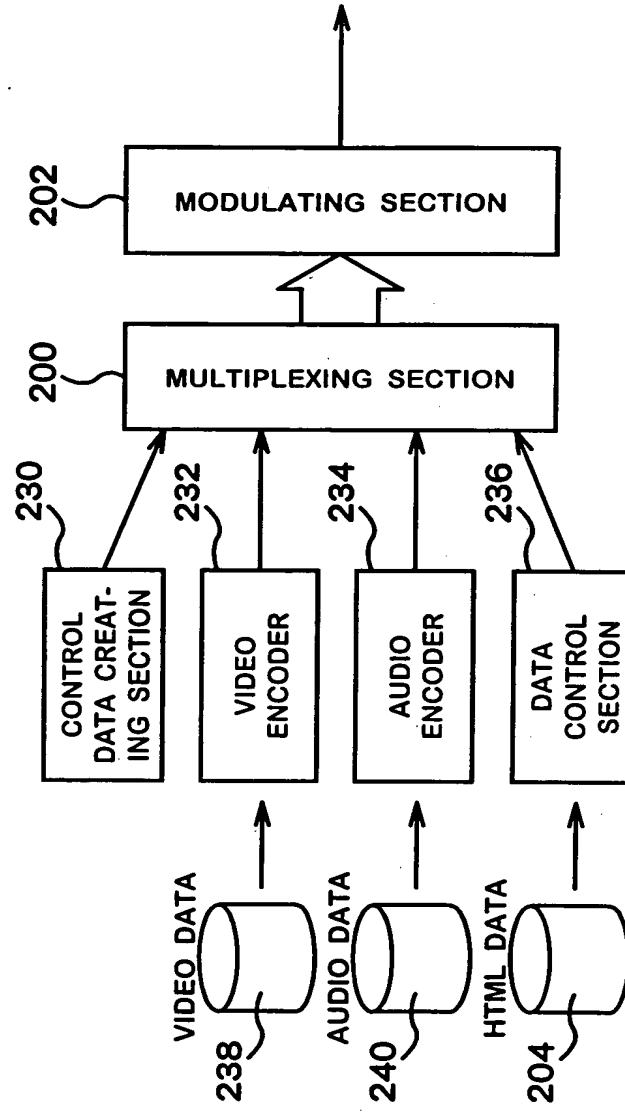 202
MODULATING SECTION
200
MULTIPLEXING SECTION
230
CONTROL
DATA CREAT-
ING SECTION
232
VIDEO
ENCODER
234
AUDIO
ENCODER
236
DATA
CONTROL
SECTION
VIDEO DATA
238
AUDIO DATA
240
HTML DATA
204